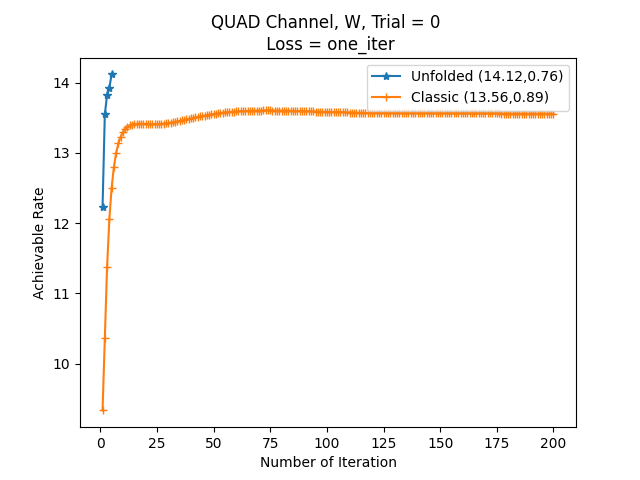 QUAD Channel, W, Trial = 0
Loss = one_iter
Unfolded (14.12,0.76)
Classic (13.56,0.89)
14
13
12
11
10
Achievable Rate
0 25 50 75 100 125 150 175 200
Number of Iteration